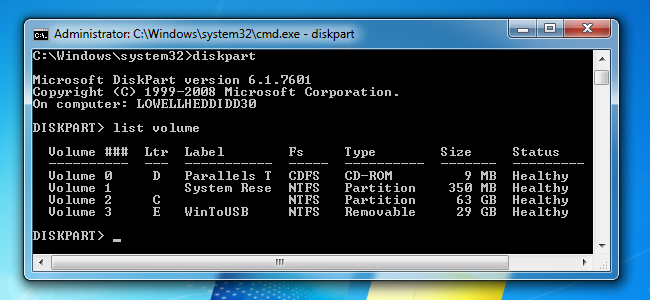 Administrator: C:\Windows\system32\cmd.exe - diskpart
C:\Windows\system32>diskpart
Microsoft DiskPart version 6.1.7601
Copyright (C) 1999-2008 Microsoft Corporation.
On computer: LOWELLHEDDIDD30
DISKPART> list volume
Volume ###  Ltr  Label        Fs     Type        Size     Status
----------  ---  -----------  -----  ----------  -------  ---------
Volume 0     D   Parallels T  CDFS   CD-ROM         9 MB  Healthy
Volume 1         System Rese  NTFS   Partition    350 MB  Healthy
Volume 2     C                NTFS   Partition     63 GB  Healthy
Volume 3     E   WinToUSB     NTFS   Removable     29 GB  Healthy
DISKPART> _